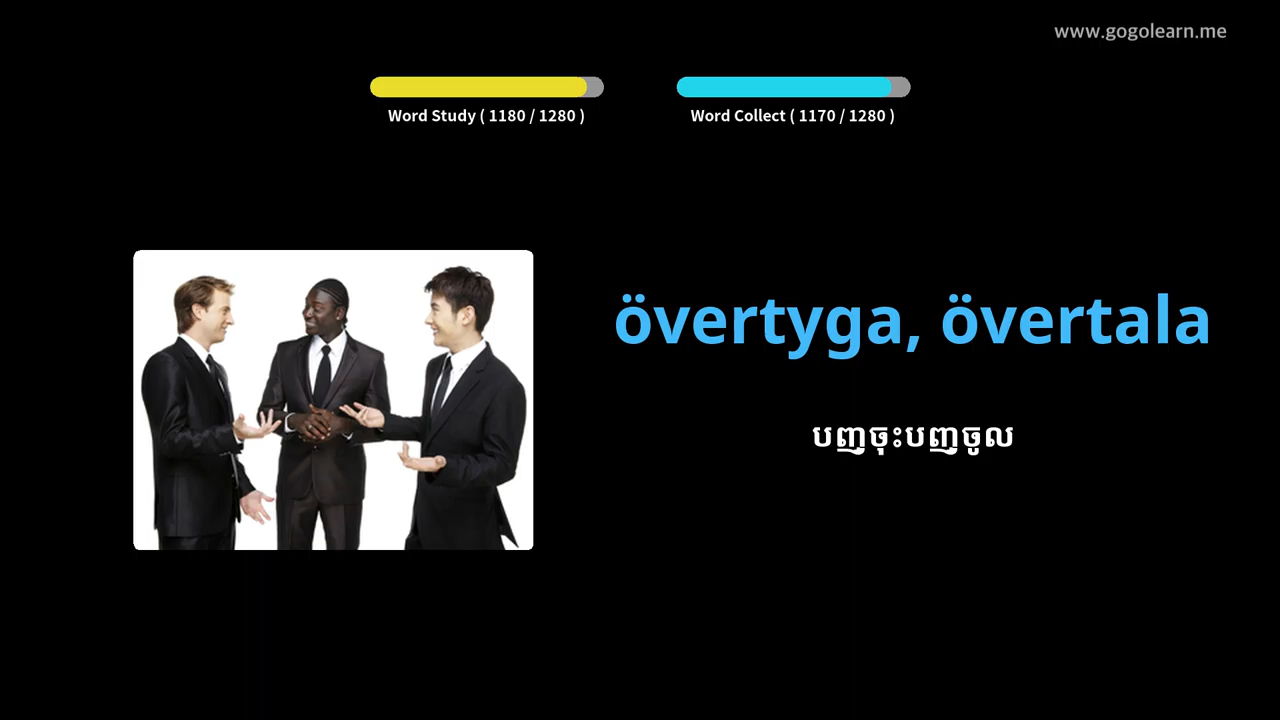 www.gogolearn.me
Word Study ( 1180 / 1280 )
Word Collect ( 1170 / 1280 )
övertyga, övertala
បញចុះបញចូល